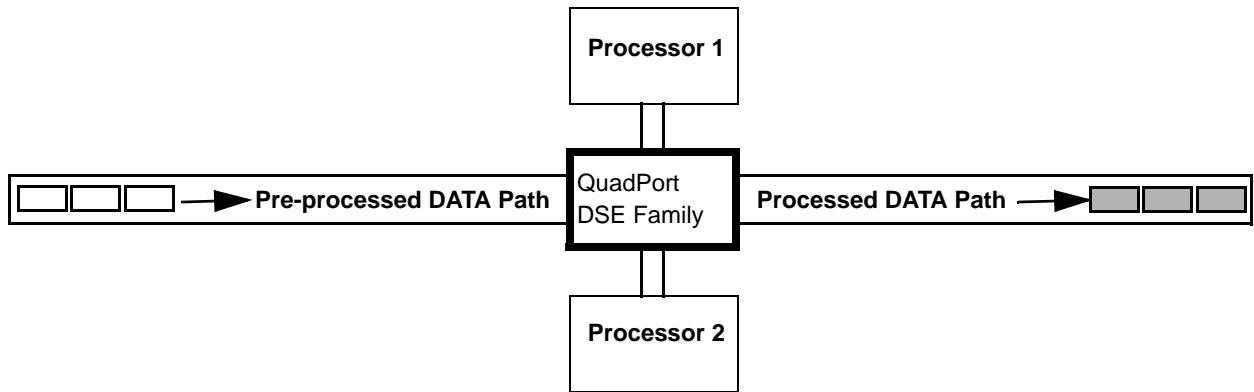 Processor 1
Pre-processed DATA Path
QuadPort
DSE Family
Processed DATA Path
Processor 2